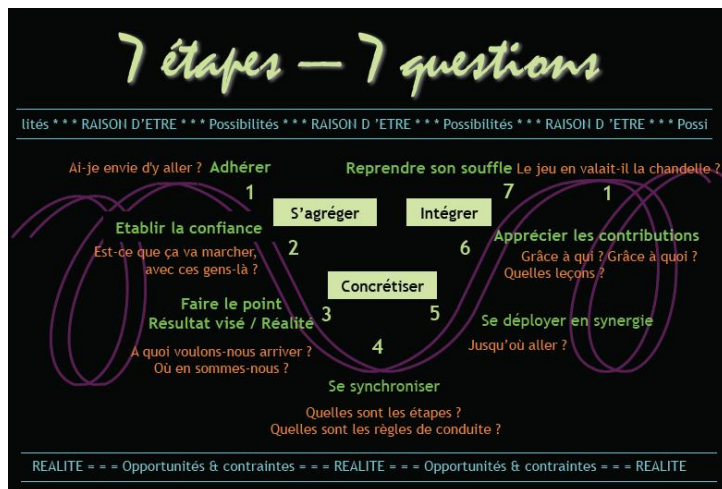 7 étapes — 7 questions
lités * * * RAISON D'ETRE * * * Possibilités * * * RAISON D 'ETRE * * * Possibilités * * * RAISON D 'ETRE * * * Possi
Ai-je envie d'y aller ? Adhérer
1
Reprendre son souffle Le jeu en valait-il la chandelle ?
7
1
S'agréger
Intégrer
Etablir la confiance
2
Est-ce que ça va marcher,
avec ces gens-là ?
6
Apprécier les contributions
Grâce à qui ? Grâce à quoi ?
Quelles leçons ?
Concrétiser
Faire le point
Résultat visé / Réalité
3
A quoi voulons-nous arriver ?
Où en sommes-nous ?
5
Se déployer en synergie
Jusqu'où aller ?
4
Se synchroniser
Quelles sont les étapes ?
Quelles sont les règles de conduite ?
REALITE = = = Opportunités & contraintes = = = REALITE = = = Opportunités & contraintes = = = REALITE